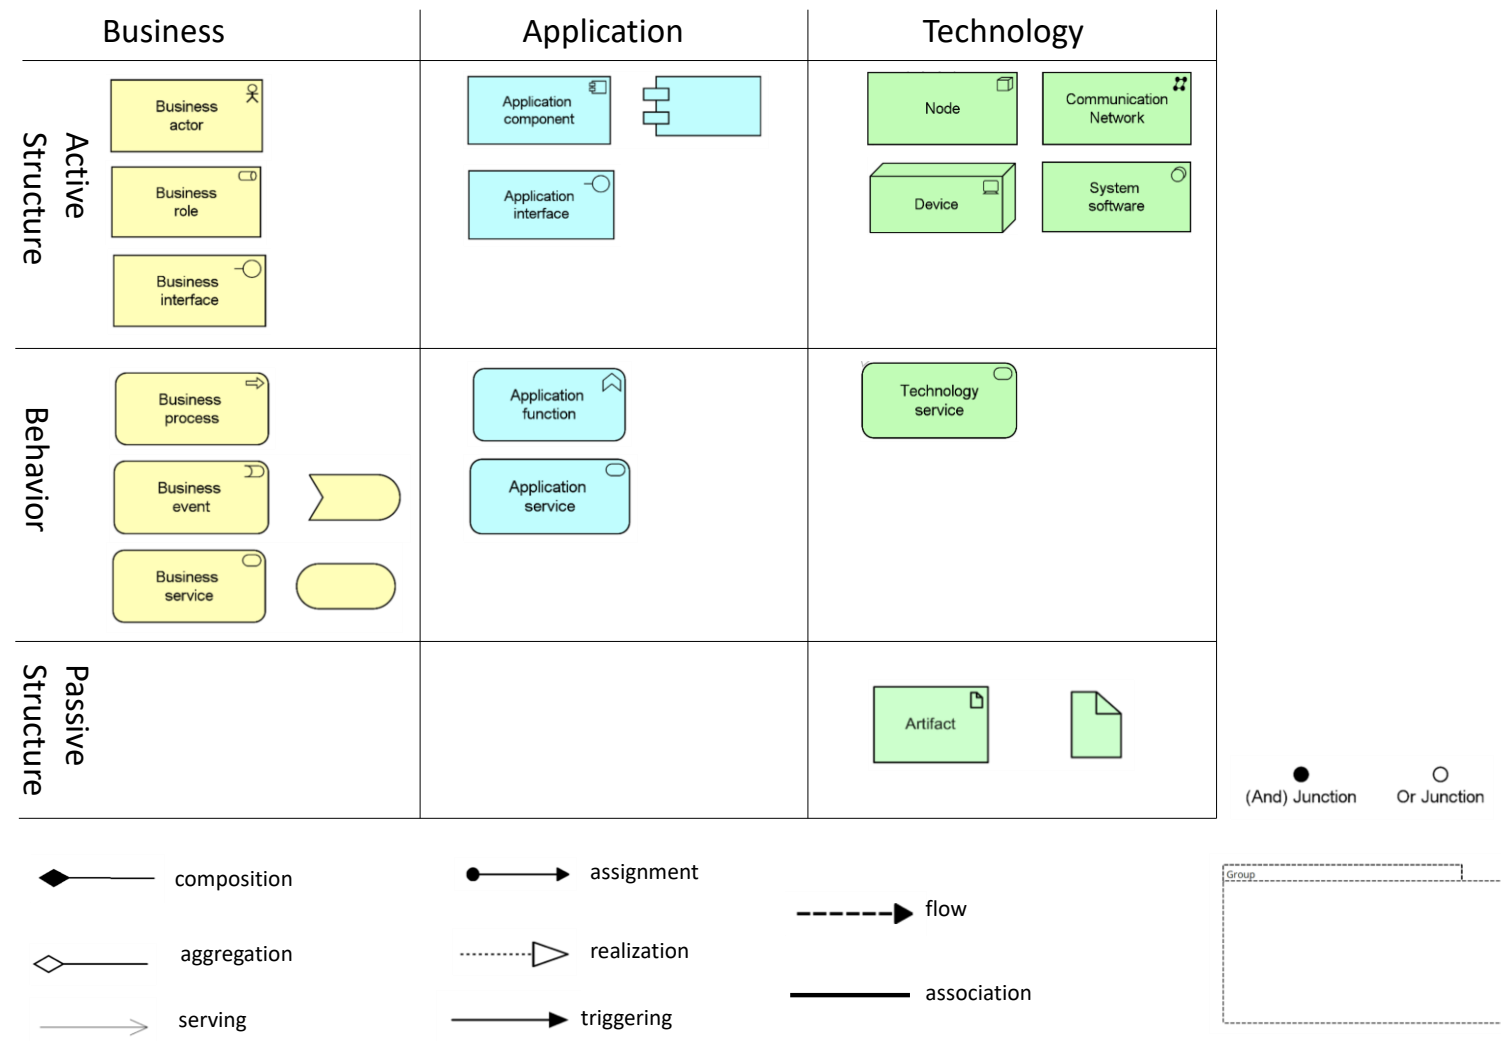 Business
Application
Technology
Active
Structure
Business
actor
Business
role
Business
interface
Application
component
Application
interface
Node
Communication
Network
Device
System
software
Behavior
Business
process
Business
event
Business
service
Application
function
Application
service
Technology
service
Passive
Structure
Artifact
(And) Junction
Or Junction
composition
assignment
flow
aggregation
realization
association
serving
triggering
Group